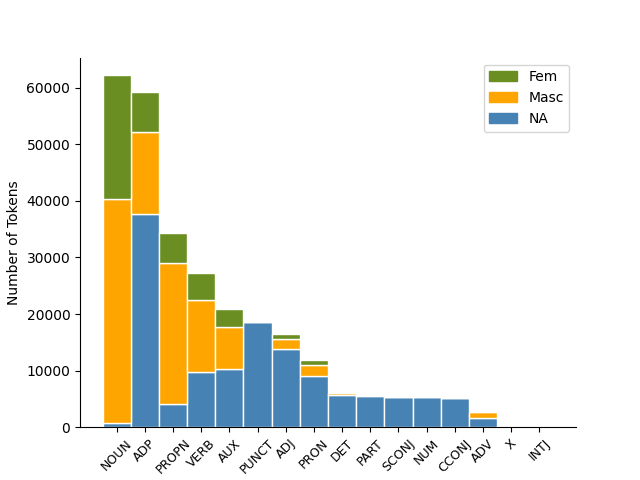 Fem
Masc
NA
Number of Tokens
60000
50000
40000
30000
20000
10000
0
NOUN
ADP
PROPN
VERB
AUX
PUNCT
ADJ
PRON
DET
PART
SCONJ
NUM
CCONJ
ADV
X
INTJ